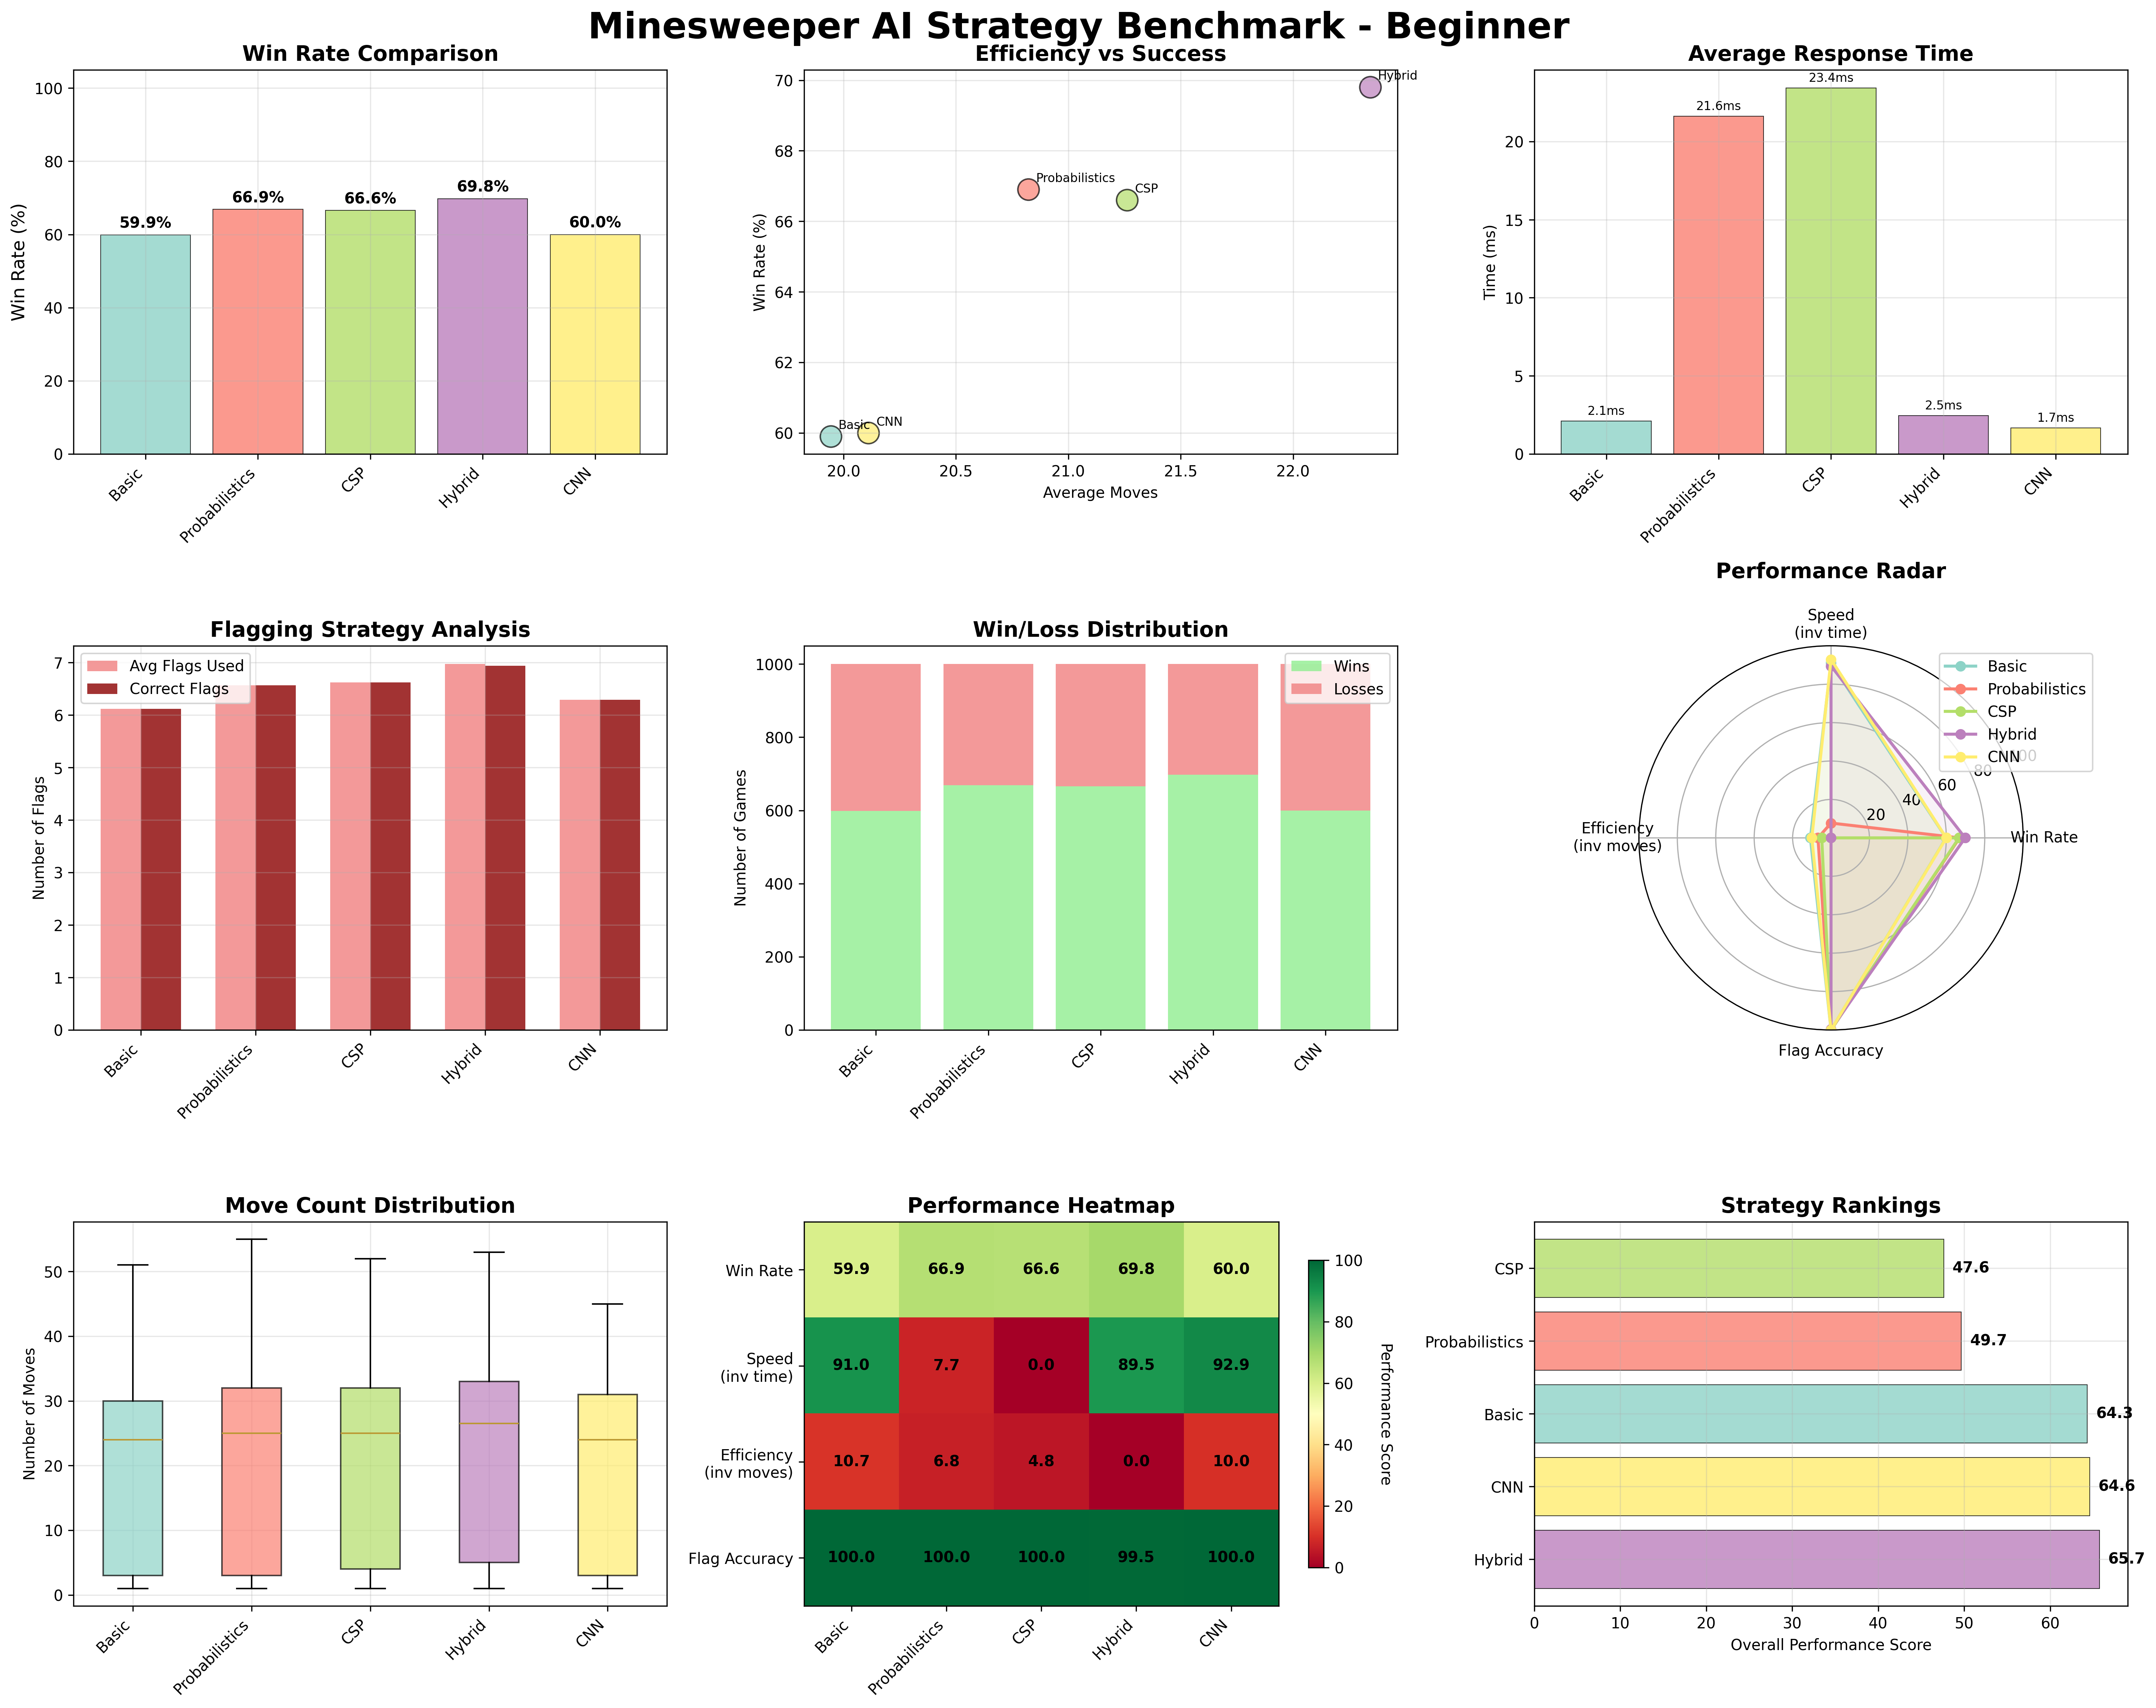 Minesweeper AI Strategy Benchmark - Beginner
Win Rate Comparison
Win Rate (%)
100
80
60
40
20
0
59.9%
66.9%
66.6%
69.8%
60.0%
Basic
Probabilistics
CSP
Hybrid
CNN
Efficiency vs Success
Win Rate (%)
70
68
66
64
62
60
Hybrid
Probabilistics
CSP
Basic
CNN
20.0
20.5
21.0
21.5
22.0
Average Moves
Average Response Time
Time (ms)
20
15
10
5
0
2.1ms
21.6ms
23.4ms
2.5ms
1.7ms
Basic
Probabilistics
CSP
Hybrid
CNN
Flagging Strategy Analysis
Number of Flags
7
6
5
4
3
2
1
0
Avg Flags Used
Correct Flags
Basic
Probabilistics
CSP
Hybrid
CNN
Win/Loss Distribution
Number of Games
1000
800
600
400
200
0
Wins
Losses
Basic
Probabilistics
CSP
Hybrid
CNN
Performance Radar
Speed
(inv time)
Efficiency
(inv moves)
Win Rate
Flag Accuracy
20
40
60
80
100
Basic
Probabilistics
CSP
Hybrid
CNN
Move Count Distribution
Number of Moves
50
40
30
20
10
0
Basic
Probabilistics
CSP
Hybrid
CNN
Performance Heatmap
Win Rate
59.9 66.9 66.6 69.8 60.0
Speed
(inv time)
91.0 7.7 0.0 89.5 92.9
Efficiency
(inv moves)
10.7 6.8 4.8 0.0 10.0
Flag Accuracy
100.0 100.0 100.0 99.5 100.0
Basic
Probabilistics
CSP
Hybrid
CNN
100
80
60
40
20
0
Performance Score
Strategy Rankings
CSP
47.6
Probabilistics
49.7
Basic
64.3
CNN
64.6
Hybrid
65.7
0
10
20
30
40
50
60
Overall Performance Score